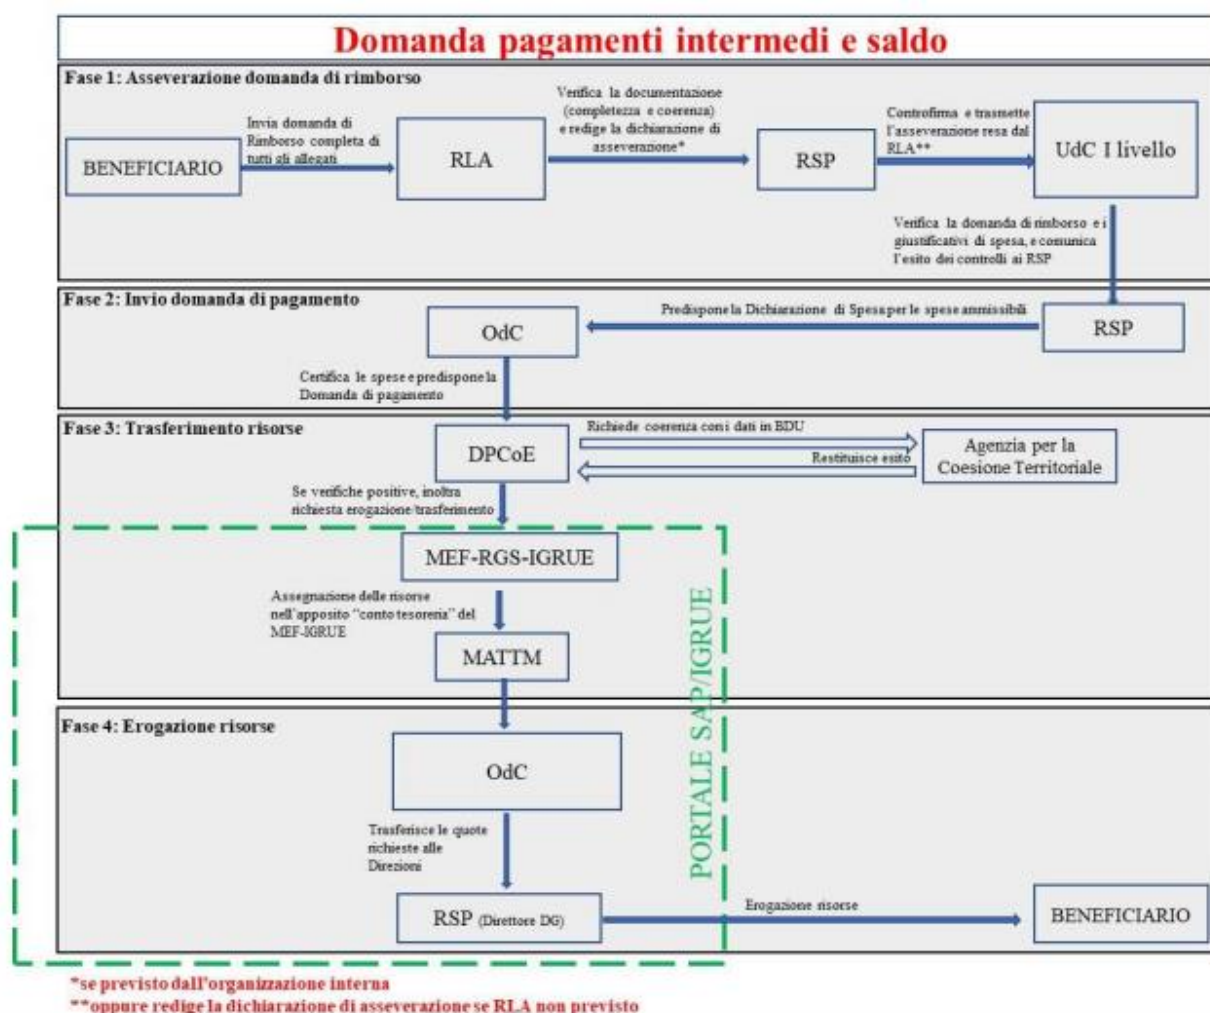 Domanda pagamenti intermedi e saldo
Fase 1: Asseverazione domanda di rimborso
Invia domanda di
Rimborso completa di
tutti gli allegati
Verifica la documentazione
(completezza e coerenza)
e redige la dichiarazione di
asseverazione*
Controfirma e trasmette
l'asseverazione resa dal
RLA**
BENEFICIARIO
RLA
RSP
UdC I livello
Verifica la domanda di rimborso e i
giustificativi di spesa, e comunica
l'esito dei controlli ai RSP
Fase 2: Invio domanda di pagamento
Predispone la Dichiarazione di Spesa per le spese ammissibili
OdC
RSP
Certifica le spese e predispone la
Domanda di pagamento
Fase 3: Trasferimento risorse
DPCoE
Richiede coerenza con i dati in BDU
Restituisce esito
Agenzia per la
Coesione Territoriale
Se verifiche positive, inoltra
richiesta erogazione/trasferimento
MEF-RGS-IGRUE
Assegnazione delle risorse
nell'apposito “conto tesoreria” del
MEF-IGRUE
MATTM
PORTALE SAP/IGRUE
Fase 4: Erogazione risorse
OdC
Trasferisce le quote
richieste alle
Direzioni
RSP (Direttore DG)
Erogazione risorse
BENEFICIARIO
*se previsto dall'organizzazione interna
**oppure redige la dichiarazione di asseverazione se RLA non previsto